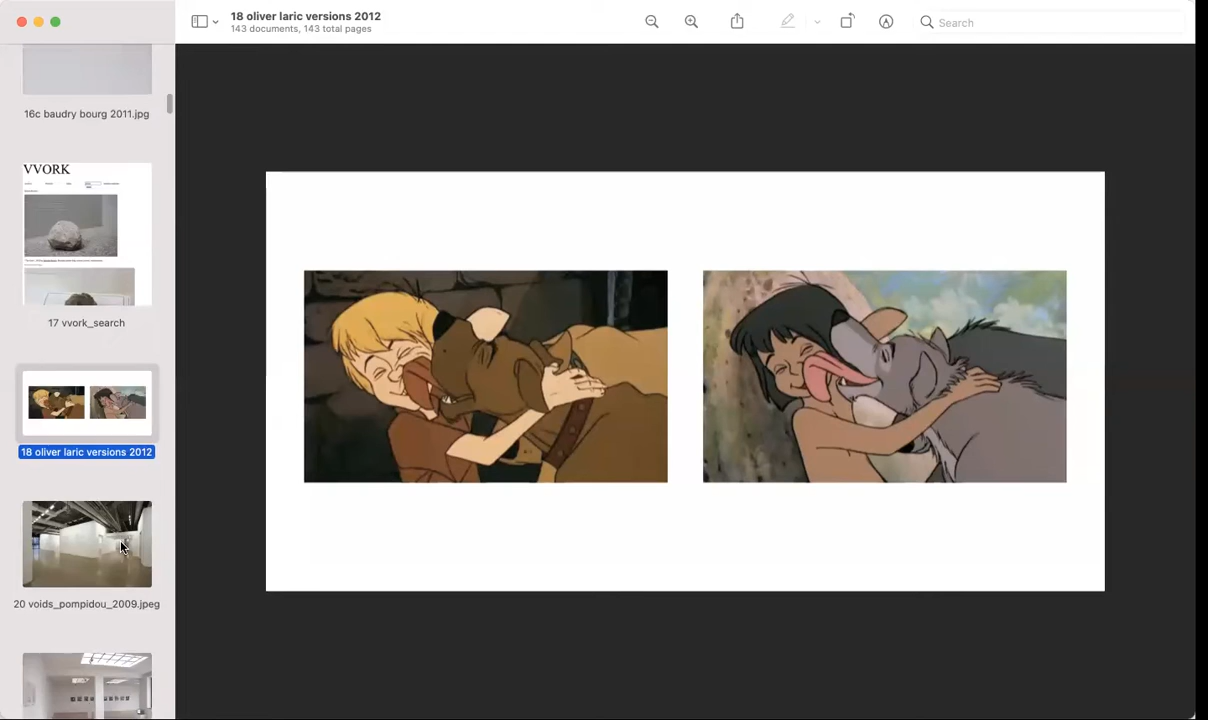 18 oliver laric versions 2012
143 documents, 143 total pages
Search
16c baudry bourg 2011.jpg
VVORK
17 vvork_search
18 oliver laric versions 2012
20 voids_pompidou_2009.jpeg